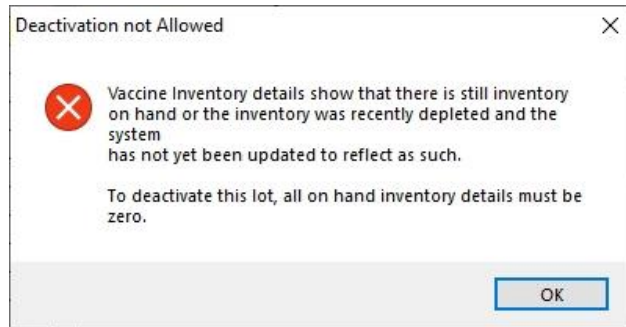 Deactivation not Allowed
Vaccine Inventory details show that there is still inventory
on hand or the inventory was recently depleted and the
system
has not yet been updated to reflect as such.
To deactivate this lot, all on hand inventory details must be
zero.
OK